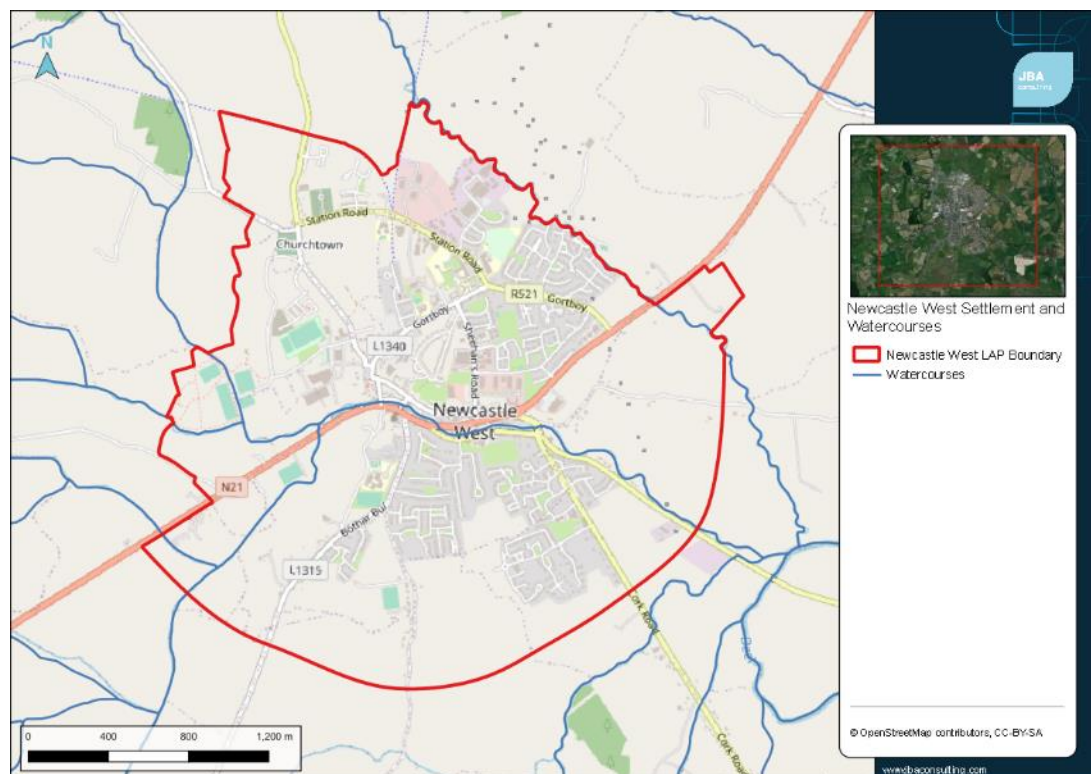 N
Station Road
Churchtown
Station Road
R521
Gortboy
Gortboy
L1340
Sheehan's Road
Newcastle
West
N21
Bothar Bui
L1315
Cork Road
0 400 800 1,200 m
JBA
consulting
Newcastle West Settlement and
Watercourses
Newcastle West LAP Boundary
Watercourses
© OpenStreetMap contributors, CC-BY-SA
www.jbaconsulting.com
Cork Road